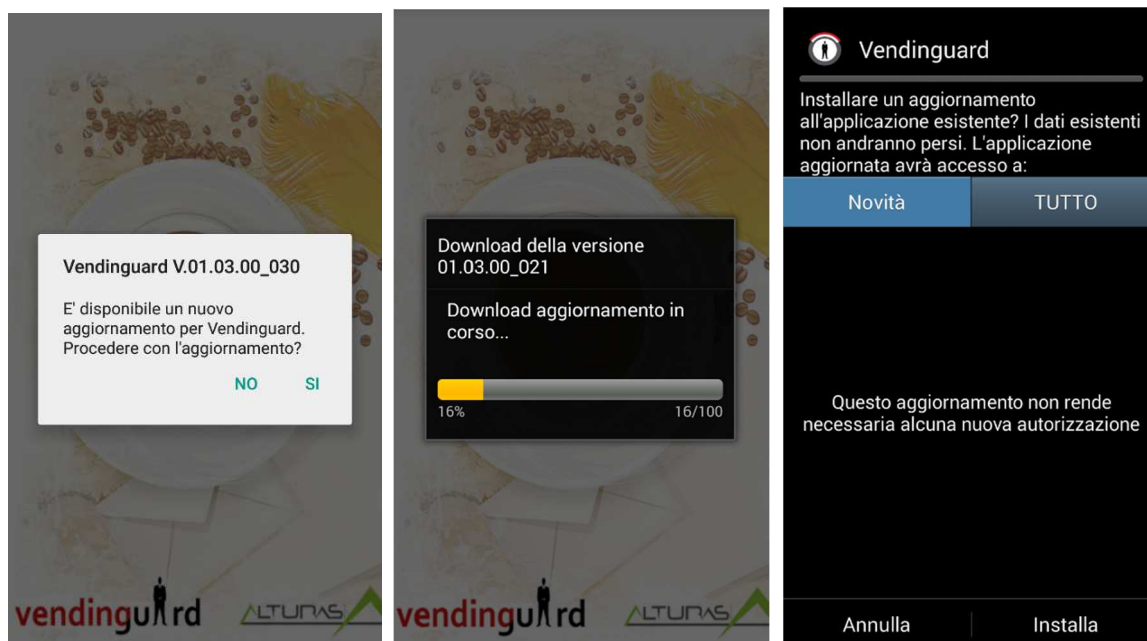 Vendinguard V.01.03.00_030
E' disponibile un nuovo
aggiornamento per Vendinguard.
Procedere con l'aggiornamento?
NO SI
vendinguard ALTURAS
Download della versione
01.03.00_021
Download aggiornamento in
corso...
16% 16/100
vendinguard ALTURAS
Vendinguard
Installare un aggiornamento
all'applicazione esistente? I dati esistenti
non andranno persi. L'applicazione
aggiornata avrà accesso a:
Novità TUTTO
Questo aggiornamento non rende
necessaria alcuna nuova autorizzazione
Annulla Installa